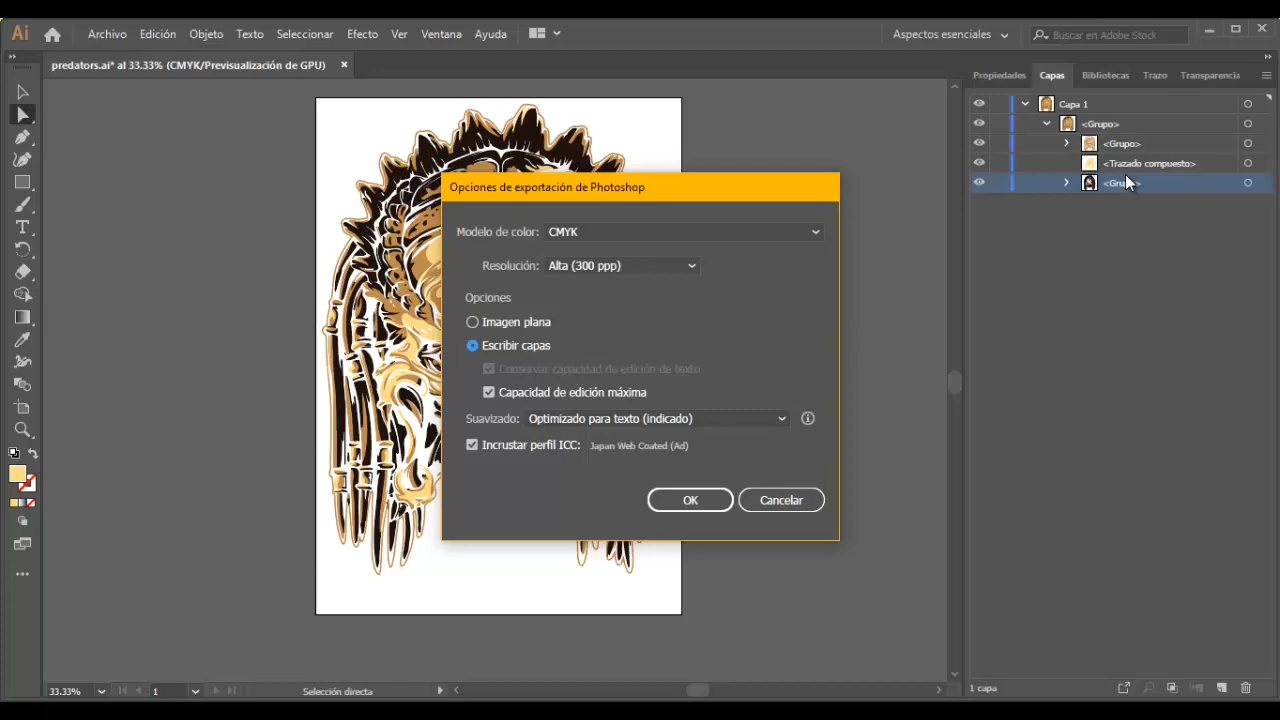 Ai
Archivo
Edición
Objeto
Texto
Seleccionar
Efecto
Ver
Ventana
Ayuda
Aspectos esenciales
Buscar en Adobe Stock
predators.ai* al 33.33% (CMYK/Previsualización de GPU)
Propiedades
Capas
Bibliotecas
Trazo
Transparencia
Capa 1
<Grupo>
<Grupo>
<Trazado compuesto>
Opciones de exportación de Photoshop
Modelo de color: CMYK
Resolución: Alta (300 ppp)
Opciones
Imagen plana
Escribir capas
Conservar capacidad de edición de texto
Capacidad de edición máxima
Suavizado: Optimizado para texto (indicado)
Incrustar perfil ICC: Japan Web Coated (Ad)
OK
Cancelar
33.33%
1
Selección directa
1 capa